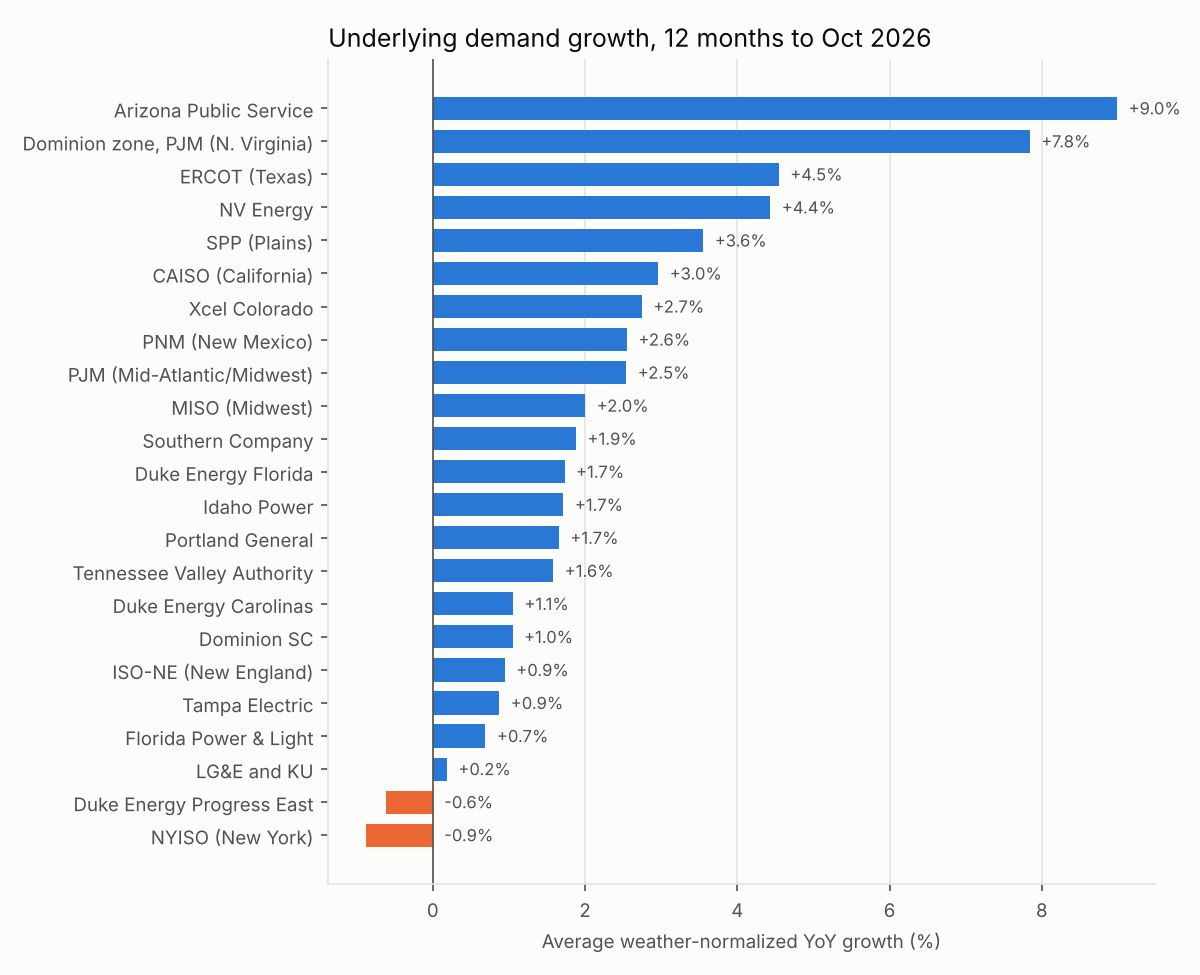 Underlying demand growth, 12 months to Oct 2026
Arizona Public Service +9.0%
Dominion zone, PJM (N. Virginia) +7.8%
ERCOT (Texas) +4.5%
NV Energy +4.4%
SPP (Plains) +3.6%
CAISO (California) +3.0%
Xcel Colorado +2.7%
PNM (New Mexico) +2.6%
PJM (Mid-Atlantic/Midwest) +2.5%
MISO (Midwest) +2.0%
Southern Company +1.9%
Duke Energy Florida +1.7%
Idaho Power +1.7%
Portland General +1.7%
Tennessee Valley Authority +1.6%
Duke Energy Carolinas +1.1%
Dominion SC +1.0%
ISO-NE (New England) +0.9%
Tampa Electric +0.9%
Florida Power & Light +0.7%
LG&E and KU +0.2%
Duke Energy Progress East -0.6%
NYISO (New York) -0.9%
0 2 4 6 8
Average weather-normalized YoY growth (%)